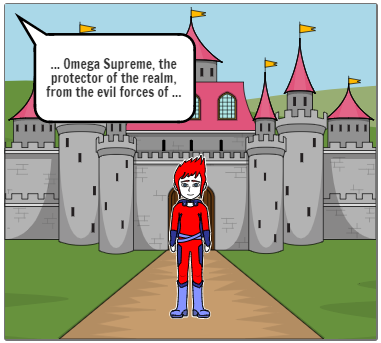 ... Omega Supreme, the
protector of the realm,
from the evil forces of ...